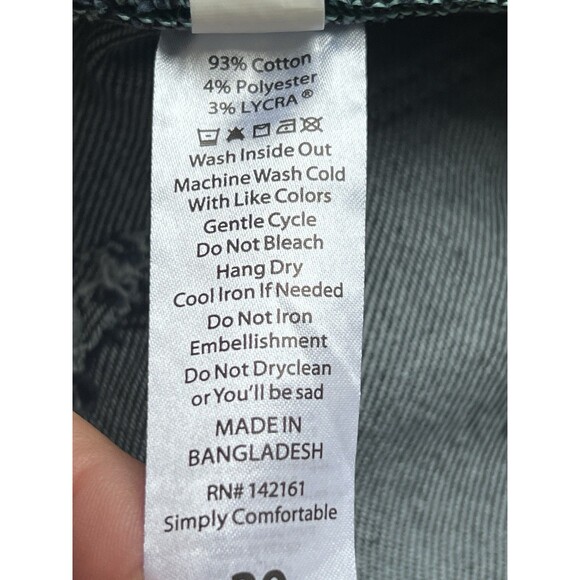 93% Cotton
4% Polyester
3% LYCRA ®
Wash Inside Out
Machine Wash Cold
With Like Colors
Gentle Cycle
Do Not Bleach
Hang Dry
Cool Iron If Needed
Do Not Iron
Embellishment
Do Not Dryclean
or You'll be sad
MADE IN
BANGLADESH
RN# 142161
Simply Comfortable